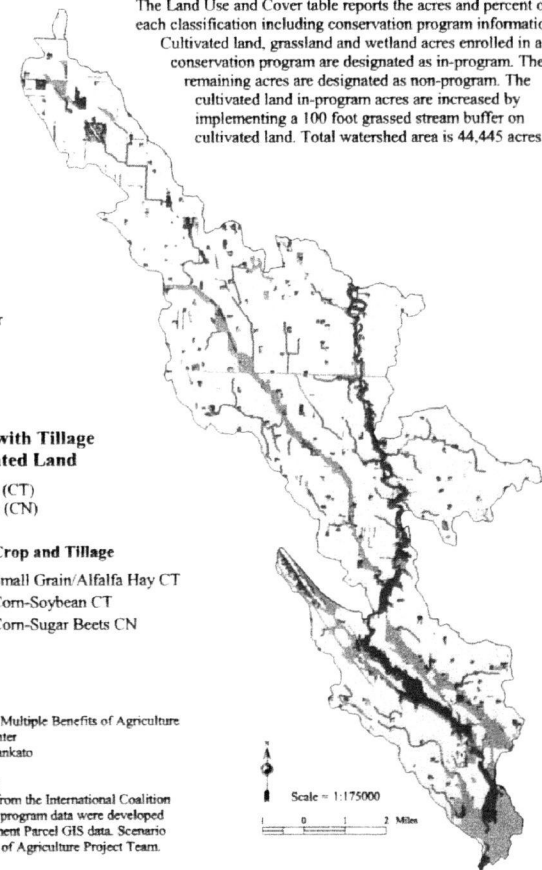 The Land Use and Cover table reports the acres and percent o
each classification including conservation program informatio
Cultivated land, grassland and wetland acres enrolled in a
conservation program are designated as in-program. The
remaining acres are designated as non-program. The
cultivated land in-program acres are increased by
implementing a 100 foot grassed stream buffer on
cultivated land. Total watershed area is 44,445 acres
with Tillage
ted Land
(CT)
(CN)
Crop and Tillage
mall Grain/Alfalfa Hay CT
Corn-Soybean CT
Corn-Sugar Beets CN
Multiple Benefits of Agriculture
ter
nkato
rom the International Coalition
program data were developed
ment Parcel GIS data. Scenario
of Agriculture Project Team.
N
Scale = 1:175000
1 0 1 2 Miles